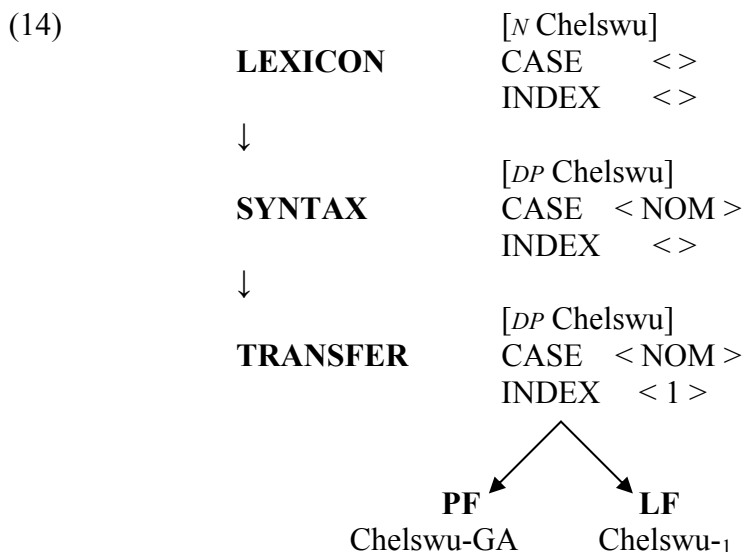 (14) [N Chelswu]
LEXICON CASE < >
INDEX < >
↓
[DP Chelswu]
SYNTAX CASE < NOM >
INDEX < >
↓
[DP Chelswu]
TRANSFER CASE < NOM >
INDEX < 1 >
PF LF
Chelswu-GA Chelswu-₁